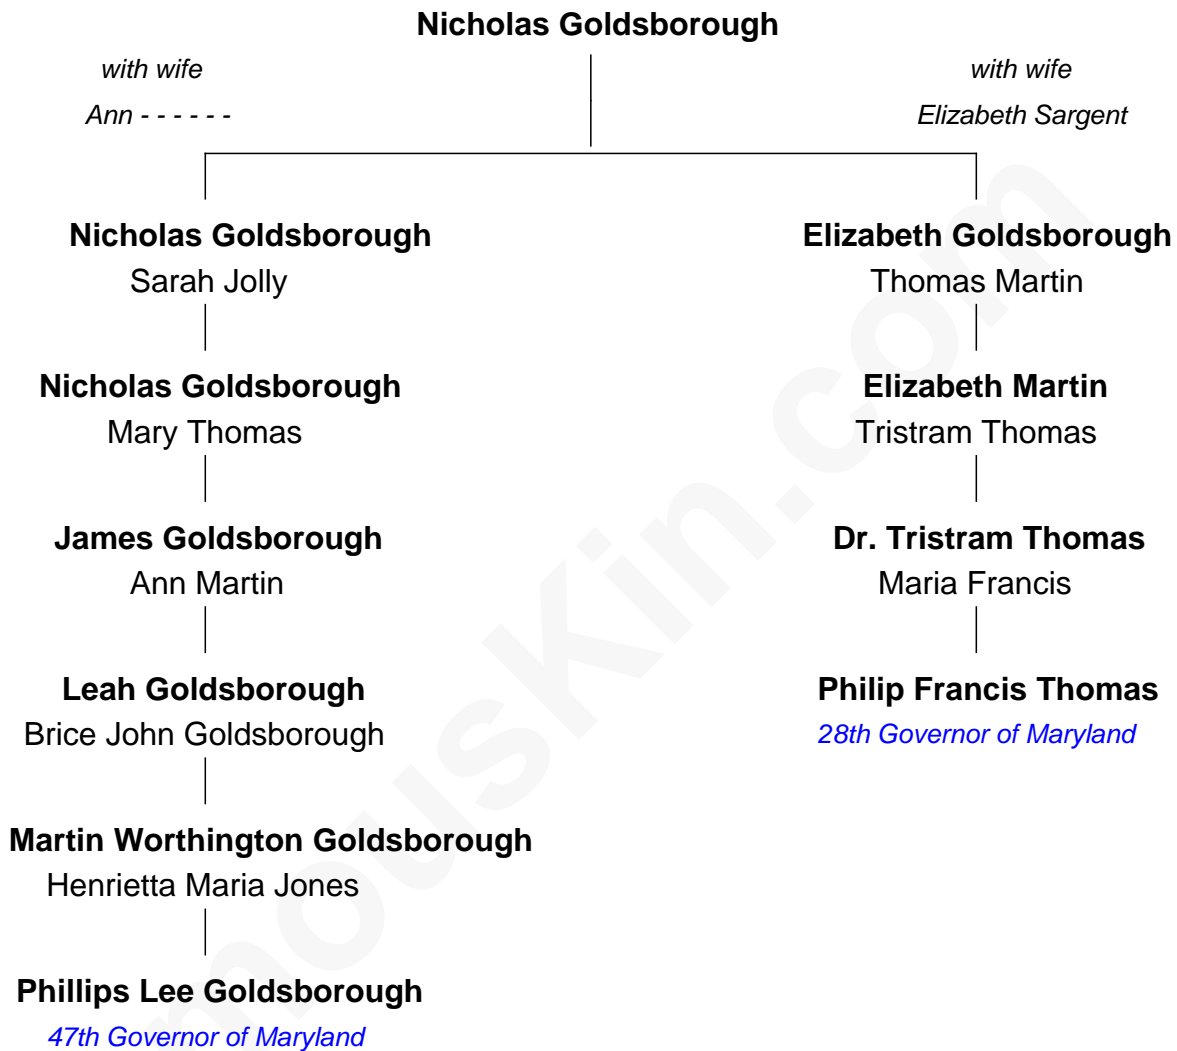 Nicholas Goldsborough
with wife
Ann - - - - - -
with wife
Elizabeth Sargent
Nicholas Goldsborough
Sarah Jolly
Nicholas Goldsborough
Mary Thomas
James Goldsborough
Ann Martin
Leah Goldsborough
Brice John Goldsborough
Martin Worthington Goldsborough
Henrietta Maria Jones
Phillips Lee Goldsborough
47th Governor of Maryland
Elizabeth Goldsborough
Thomas Martin
Elizabeth Martin
Tristram Thomas
Dr. Tristram Thomas
Maria Francis
Philip Francis Thomas
28th Governor of Maryland
mousKin.com